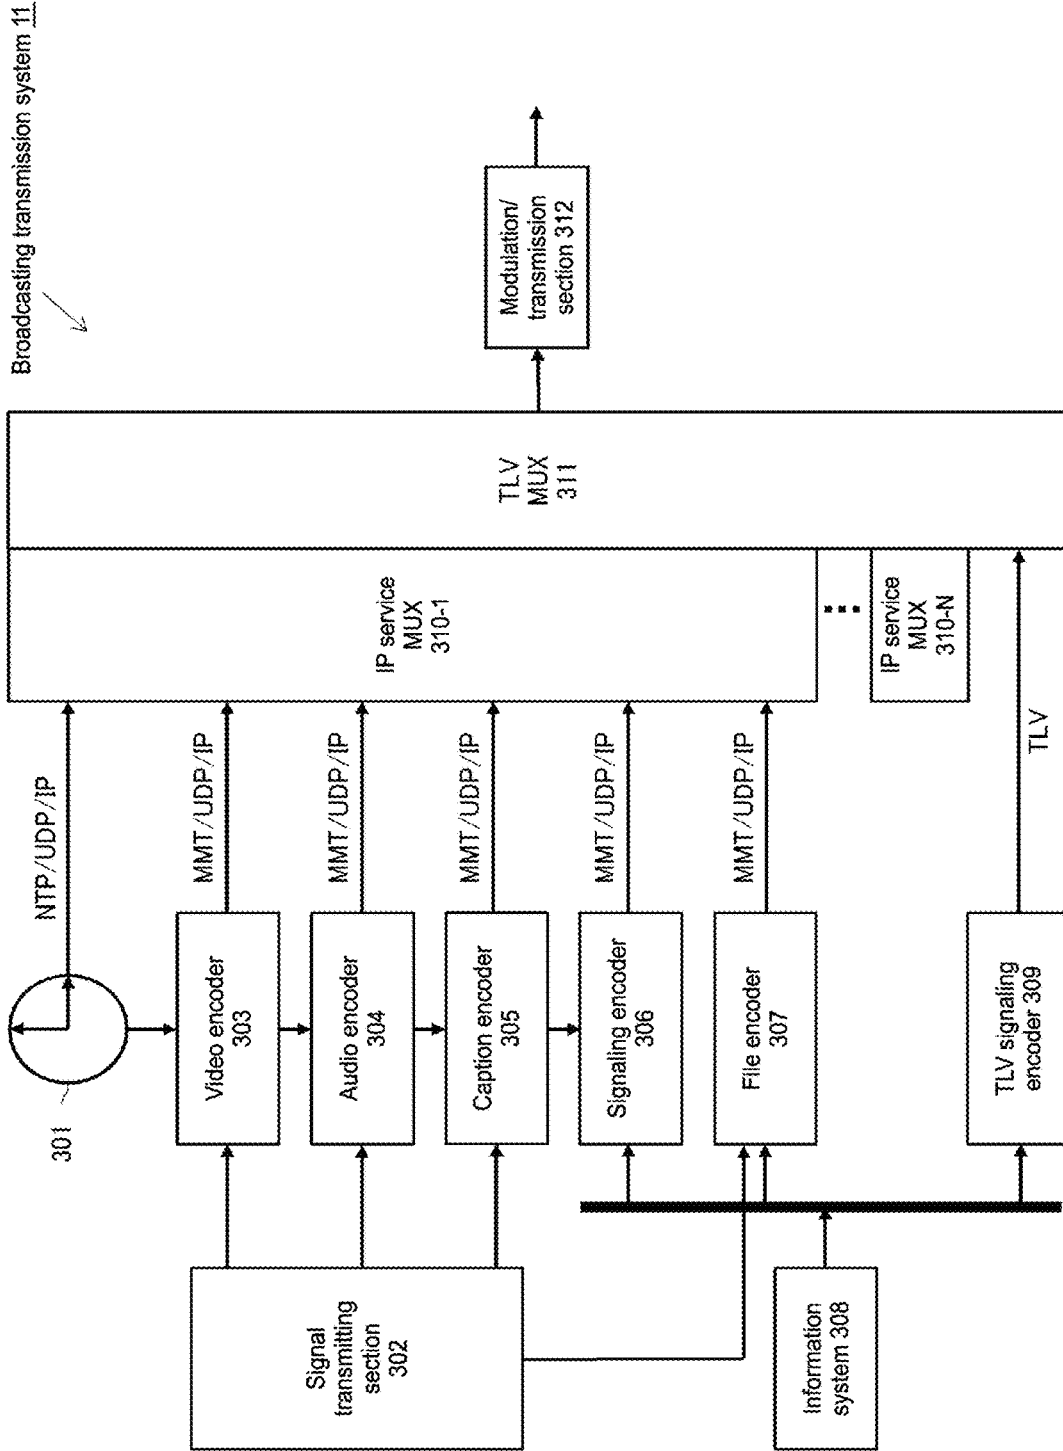 Broadcasting transmission system 11
301
NTP/UDP/IP
Signal
transmitting
section
302
Video encoder
303
MMT/UDP/IP
Audio encoder
304
MMT/UDP/IP
Caption encoder
305
MMT/UDP/IP
Signaling encoder
306
MMT/UDP/IP
File encoder
307
MMT/UDP/IP
Information
system 308
TLV signaling
encoder 309
TLV
IP service
MUX
310-1
IP service
MUX
310-N
TLV
MUX
311
Modulation/
transmission
section 312